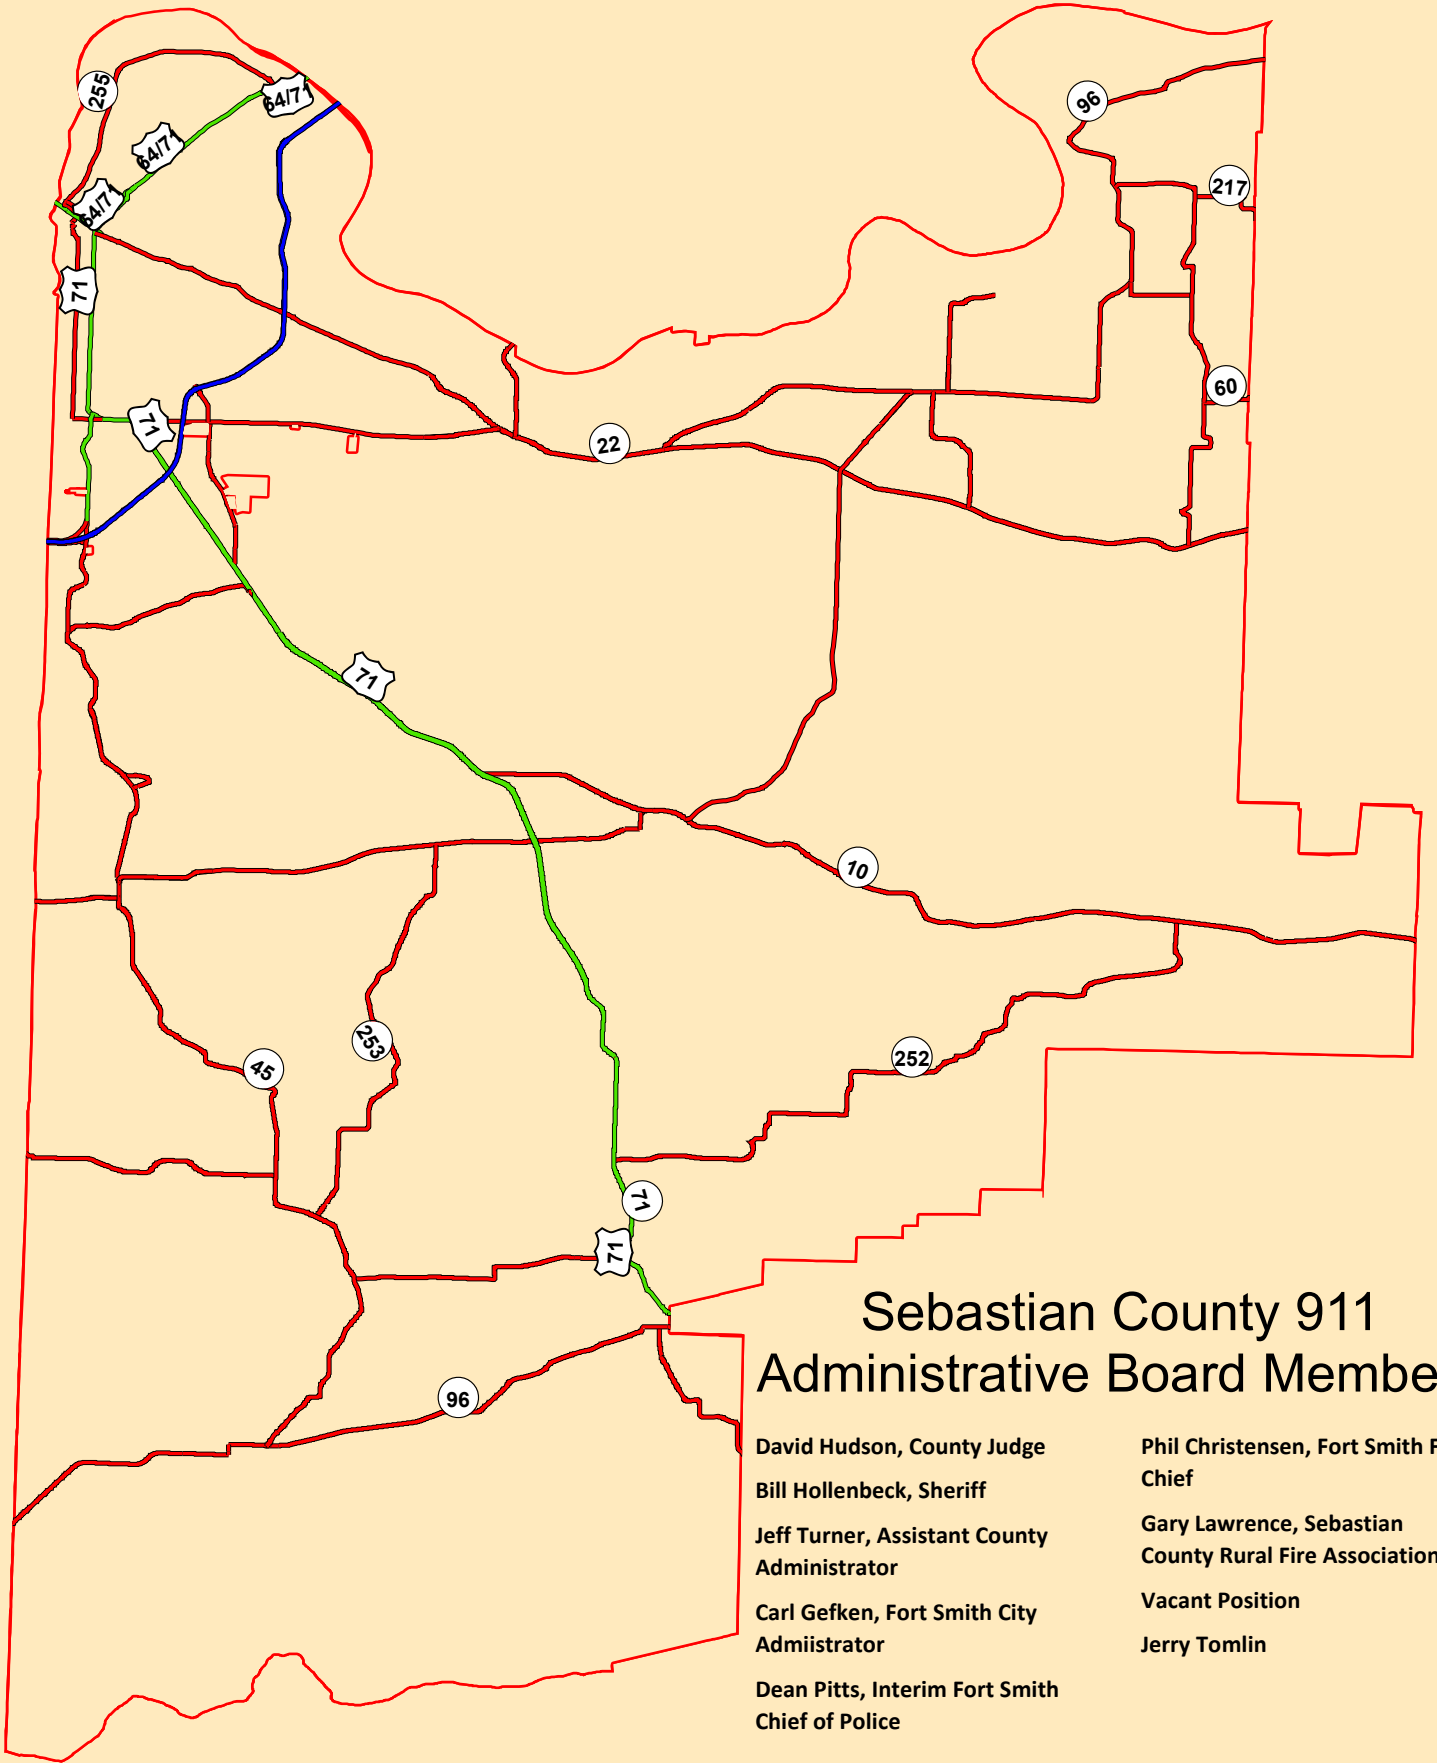 64/71
255
96
64/71
217
64/71
71
60
71
22
71
10
253
252
45
71
71
96
Sebastian County 911
Administrative Board Membe
David Hudson, County Judge
Bill Hollenbeck, Sheriff
Jeff Turner, Assistant County
Administrator
Carl Gefken, Fort Smith City
Admiistrator
Dean Pitts, Interim Fort Smith
Chief of Police
Phil Christensen, Fort Smith F
Chief
Gary Lawrence, Sebastian
County Rural Fire Association
Vacant Position
Jerry Tomlin